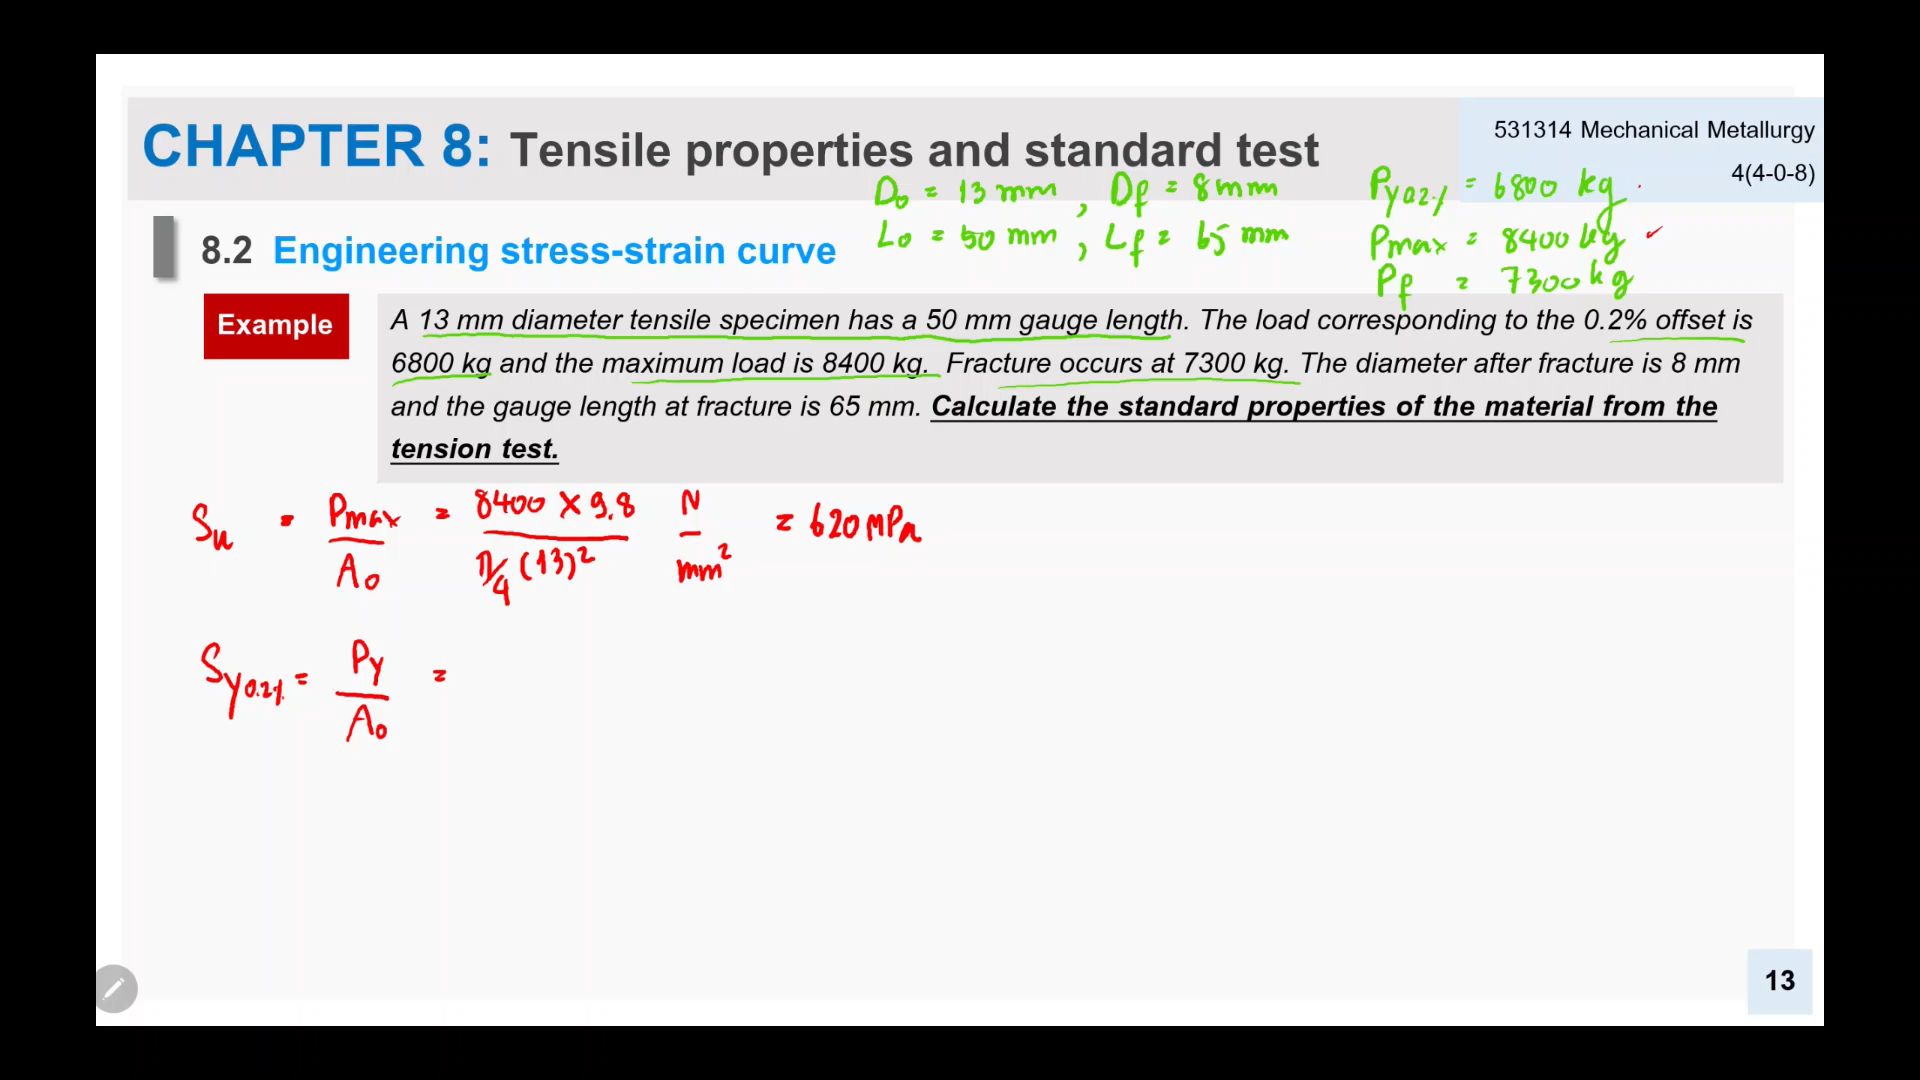 CHAPTER 8: Tensile properties and standard test
531314 Mechanical Metallurgy
4(4-0-8)
D₀ = 13 mm , Df = 8 mm
L₀ = 50 mm , Lf = 65 mm
Py0.2% = 6800 kg
Pmax = 8400 kg ✓
Pf = 7300 kg
8.2 Engineering stress-strain curve
Example
A 13 mm diameter tensile specimen has a 50 mm gauge length. The load corresponding to the 0.2% offset is
6800 kg and the maximum load is 8400 kg. Fracture occurs at 7300 kg. The diameter after fracture is 8 mm
and the gauge length at fracture is 65 mm. Calculate the standard properties of the material from the
tension test.
Su = Pmax/A₀ = 8400 × 9.8 / π/4 (13)² N/mm² = 620 MPa
Sy0.2% = Py/A₀ =
13